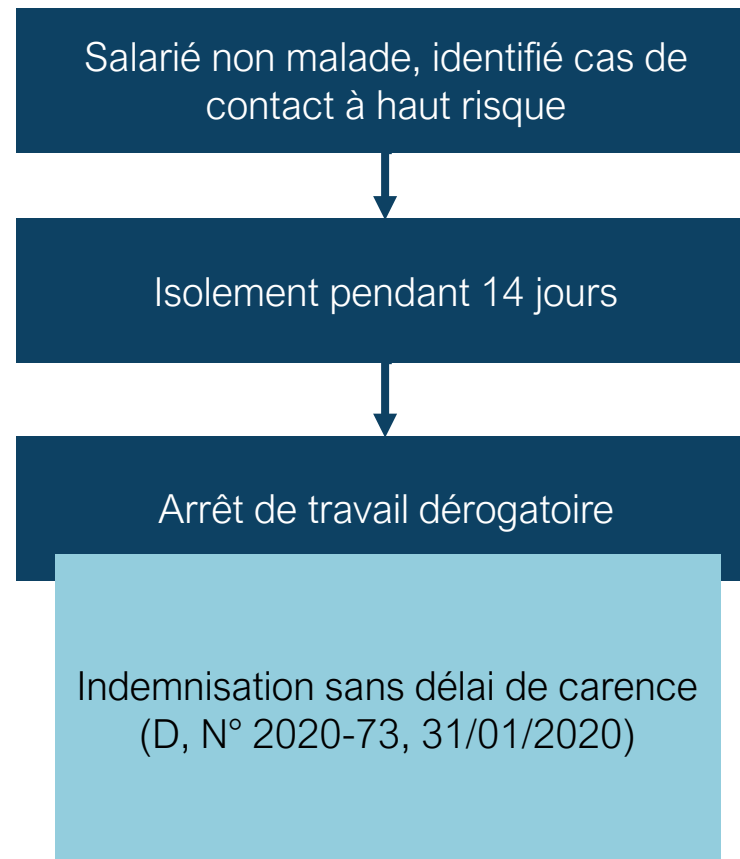 Salarié non malade, identifié cas de
contact à haut risque
Isolement pendant 14 jours
Arrêt de travail dérogatoire
Indemnisation sans délai de carence
(D, N° 2020-73, 31/01/2020)